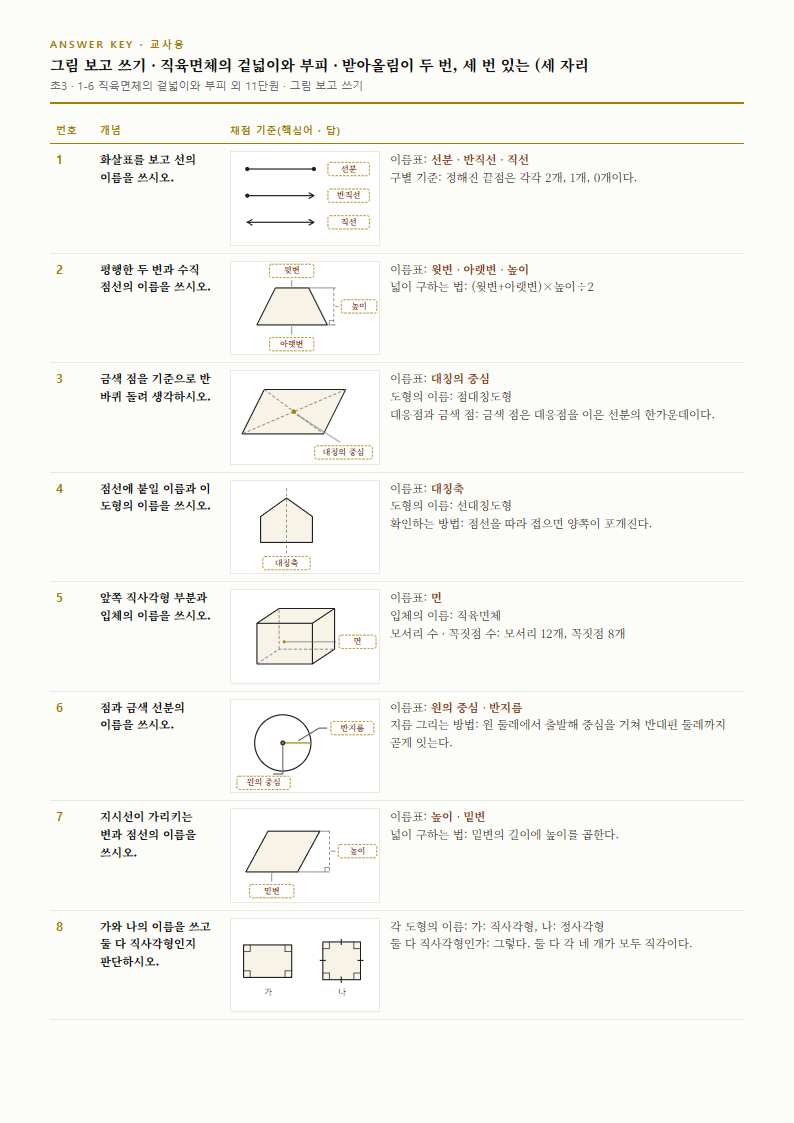 ANSWER KEY · 교사용
그림 보고 쓰기 · 직육면체의 겉넓이와 부피 · 받아올림이 두 번, 세 번 있는 (세 자리
초3 · 1-6 직육면체의 겉넓이와 부피 외 11단원 · 그림 보고 쓰기
번호 개념 채점 기준(핵심어 · 답)
1 화살표를 보고 선의
이름을 쓰시오.
선분
반직선
직선
이름표: 선분 · 반직선 · 직선
구별 기준: 정해진 끝점은 각각 2개, 1개, 0개이다.
2 평행한 두 변과 수직
점선의 이름을 쓰시오.
윗변
높이
아랫변
이름표: 윗변 · 아랫변 · 높이
넓이 구하는 법: (윗변+아랫변)×높이÷2
3 금색 점을 기준으로 반
바퀴 돌려 생각하시오.
대칭의 중심
이름표: 대칭의 중심
도형의 이름: 점대칭도형
대응점과 금색 점: 금색 점은 대응점을 이은 선분의 한가운데이다.
4 점선에 붙일 이름과 이
도형의 이름을 쓰시오.
대칭축
이름표: 대칭축
도형의 이름: 선대칭도형
확인하는 방법: 점선을 따라 접으면 양쪽이 포개진다.
5 앞쪽 직사각형 부분과
입체의 이름을 쓰시오.
면
이름표: 면
입체의 이름: 직육면체
모서리 수 · 꼭짓점 수: 모서리 12개, 꼭짓점 8개
6 점과 금색 선분의
이름을 쓰시오.
반지름
원의 중심
이름표: 원의 중심 · 반지름
지름 그리는 방법: 원 둘레에서 출발해 중심을 거쳐 반대편 둘레까지
곧게 잇는다.
7 지시선이 가리키는
변과 점선의 이름을
쓰시오.
높이
밑변
이름표: 높이 · 밑변
넓이 구하는 법: 밑변의 길이에 높이를 곱한다.
8 가와 나의 이름을 쓰고
둘 다 직사각형인지
판단하시오.
가 나
각 도형의 이름: 가: 직사각형, 나: 정사각형
둘 다 직사각형인가: 그렇다. 둘 다 각 네 개가 모두 직각이다.